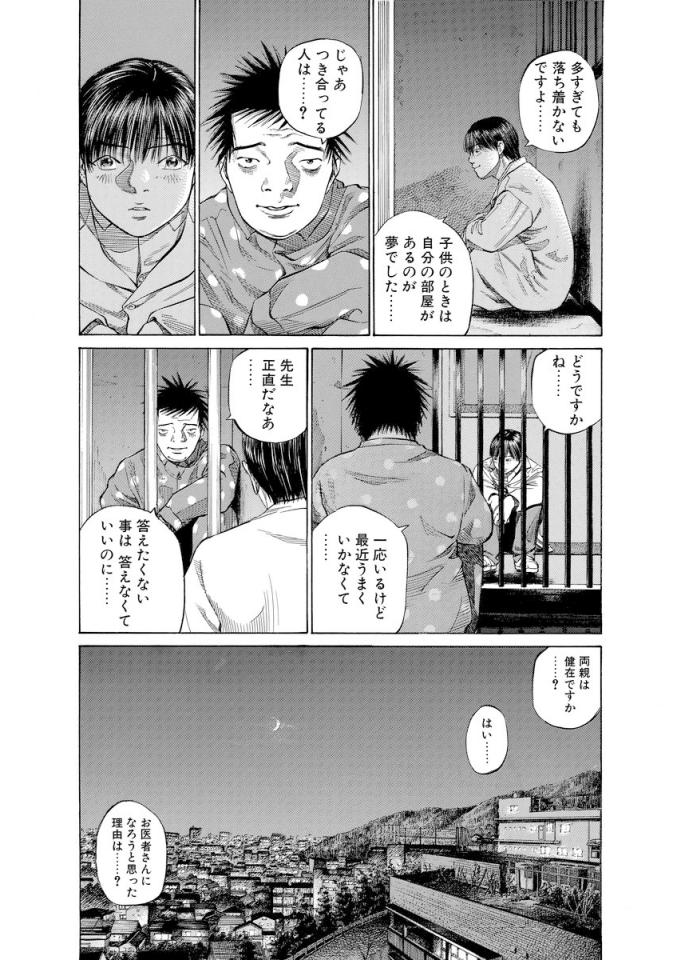 多すぎても
落ち着かない
ですよ……
子供のときは
自分の部屋が
あるのが
夢でした……
じゃあ
つき合ってる
人は……？
どうですか
ね……
一応いるけど
最近うまく
いかなくて
先生
正直だなあ
……
答えたくない
事は 答えなくて
いいのに……
両親は
健在ですか
……？
はい……
お医者さんに
なろうと思った
理由は……？